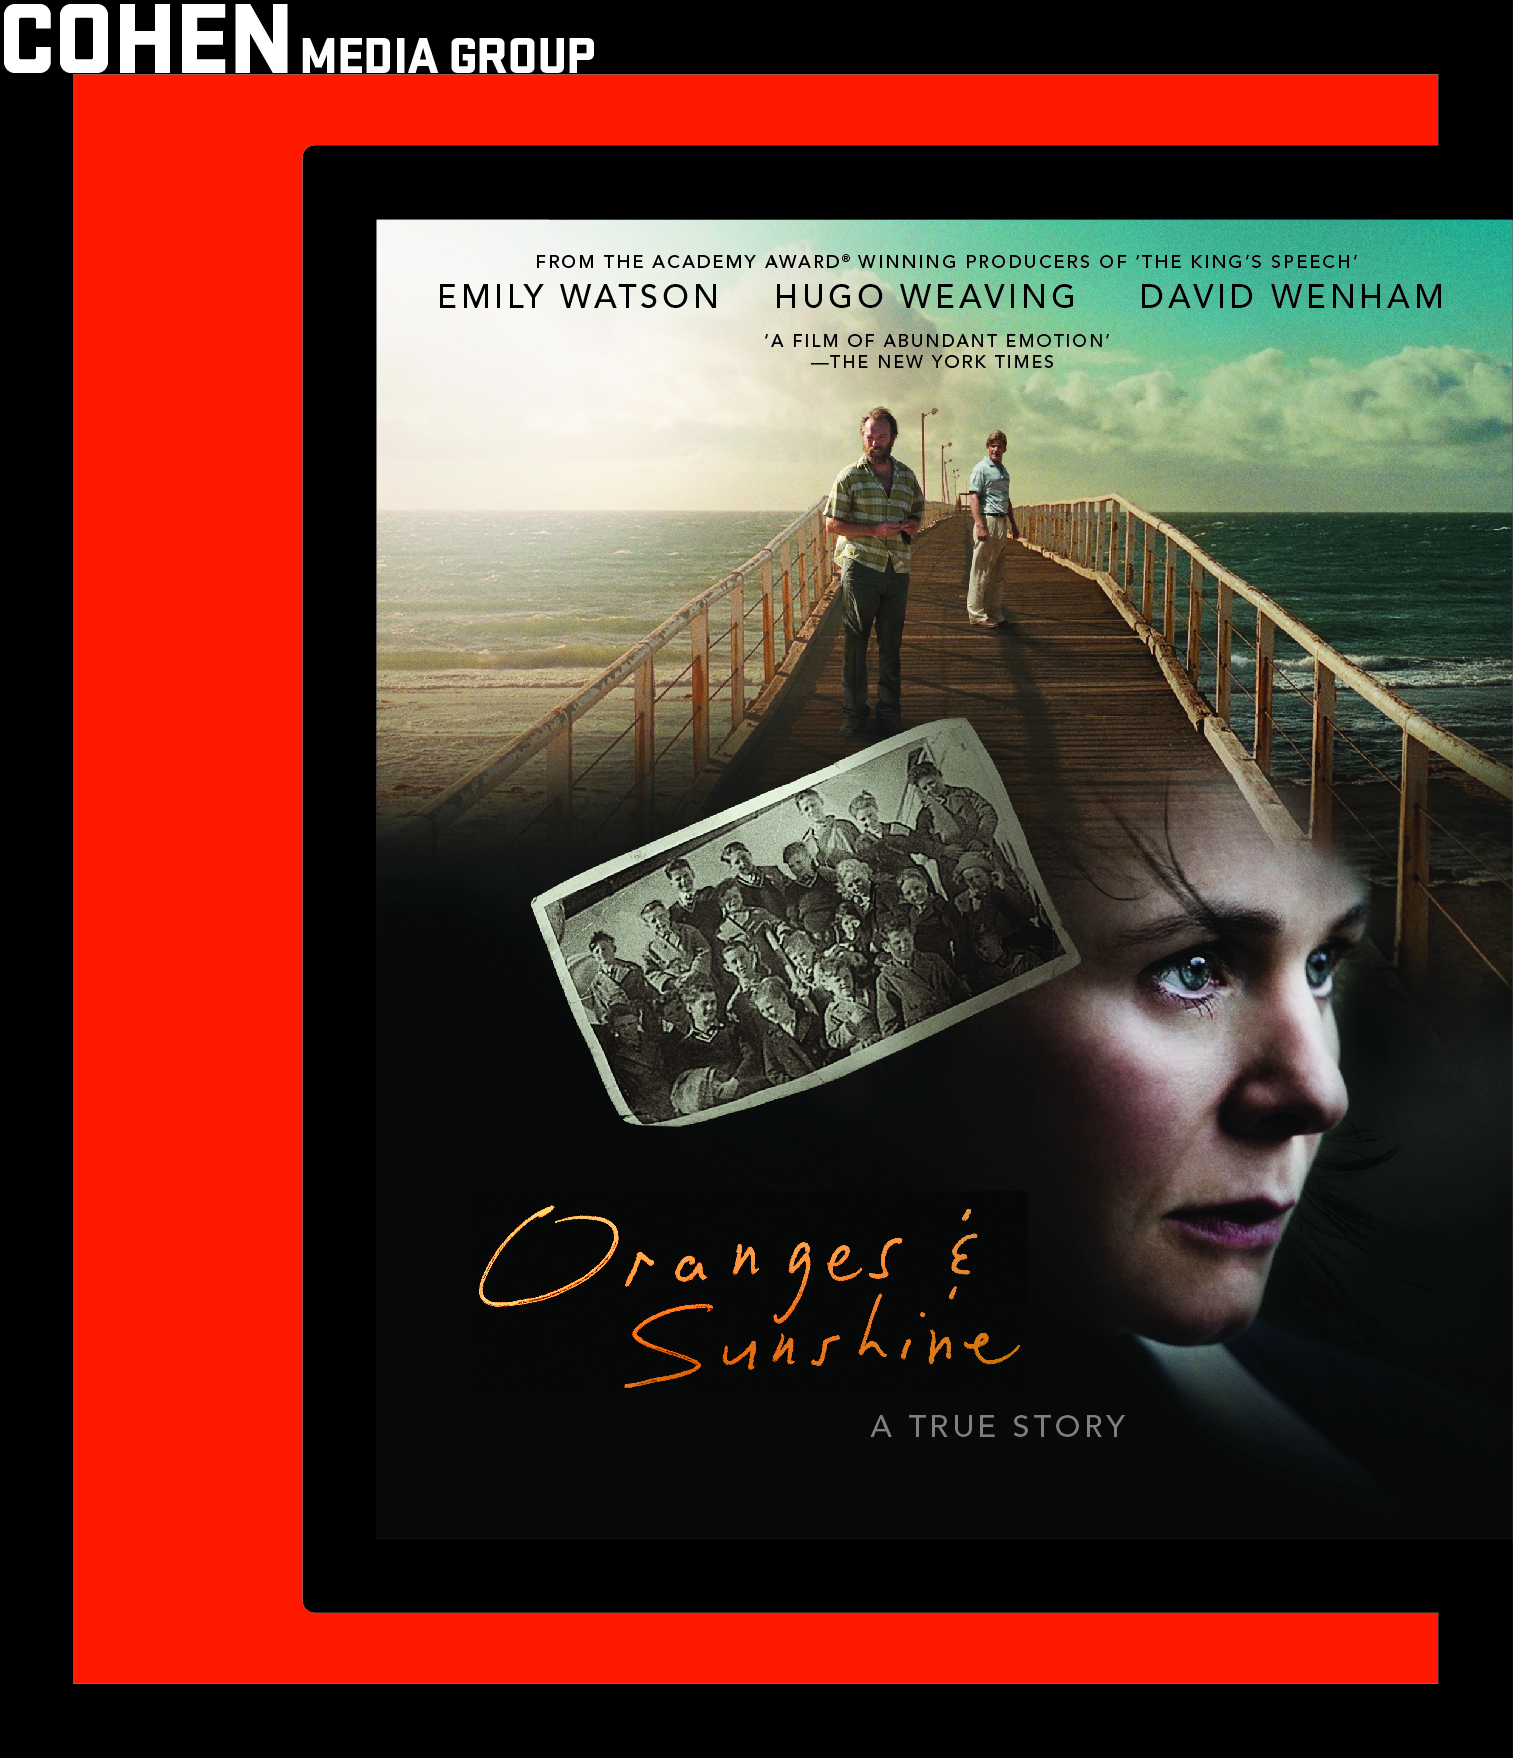 COHEN MEDIA GROUP
FROM THE ACADEMY AWARD® WINNING PRODUCERS OF ‘THE KING’S SPEECH’
EMILY WATSON HUGO WEAVING DAVID WENHAM
‘A FILM OF ABUNDANT EMOTION’
—THE NEW YORK TIMES
Oranges &
Sunshine
A TRUE STORY